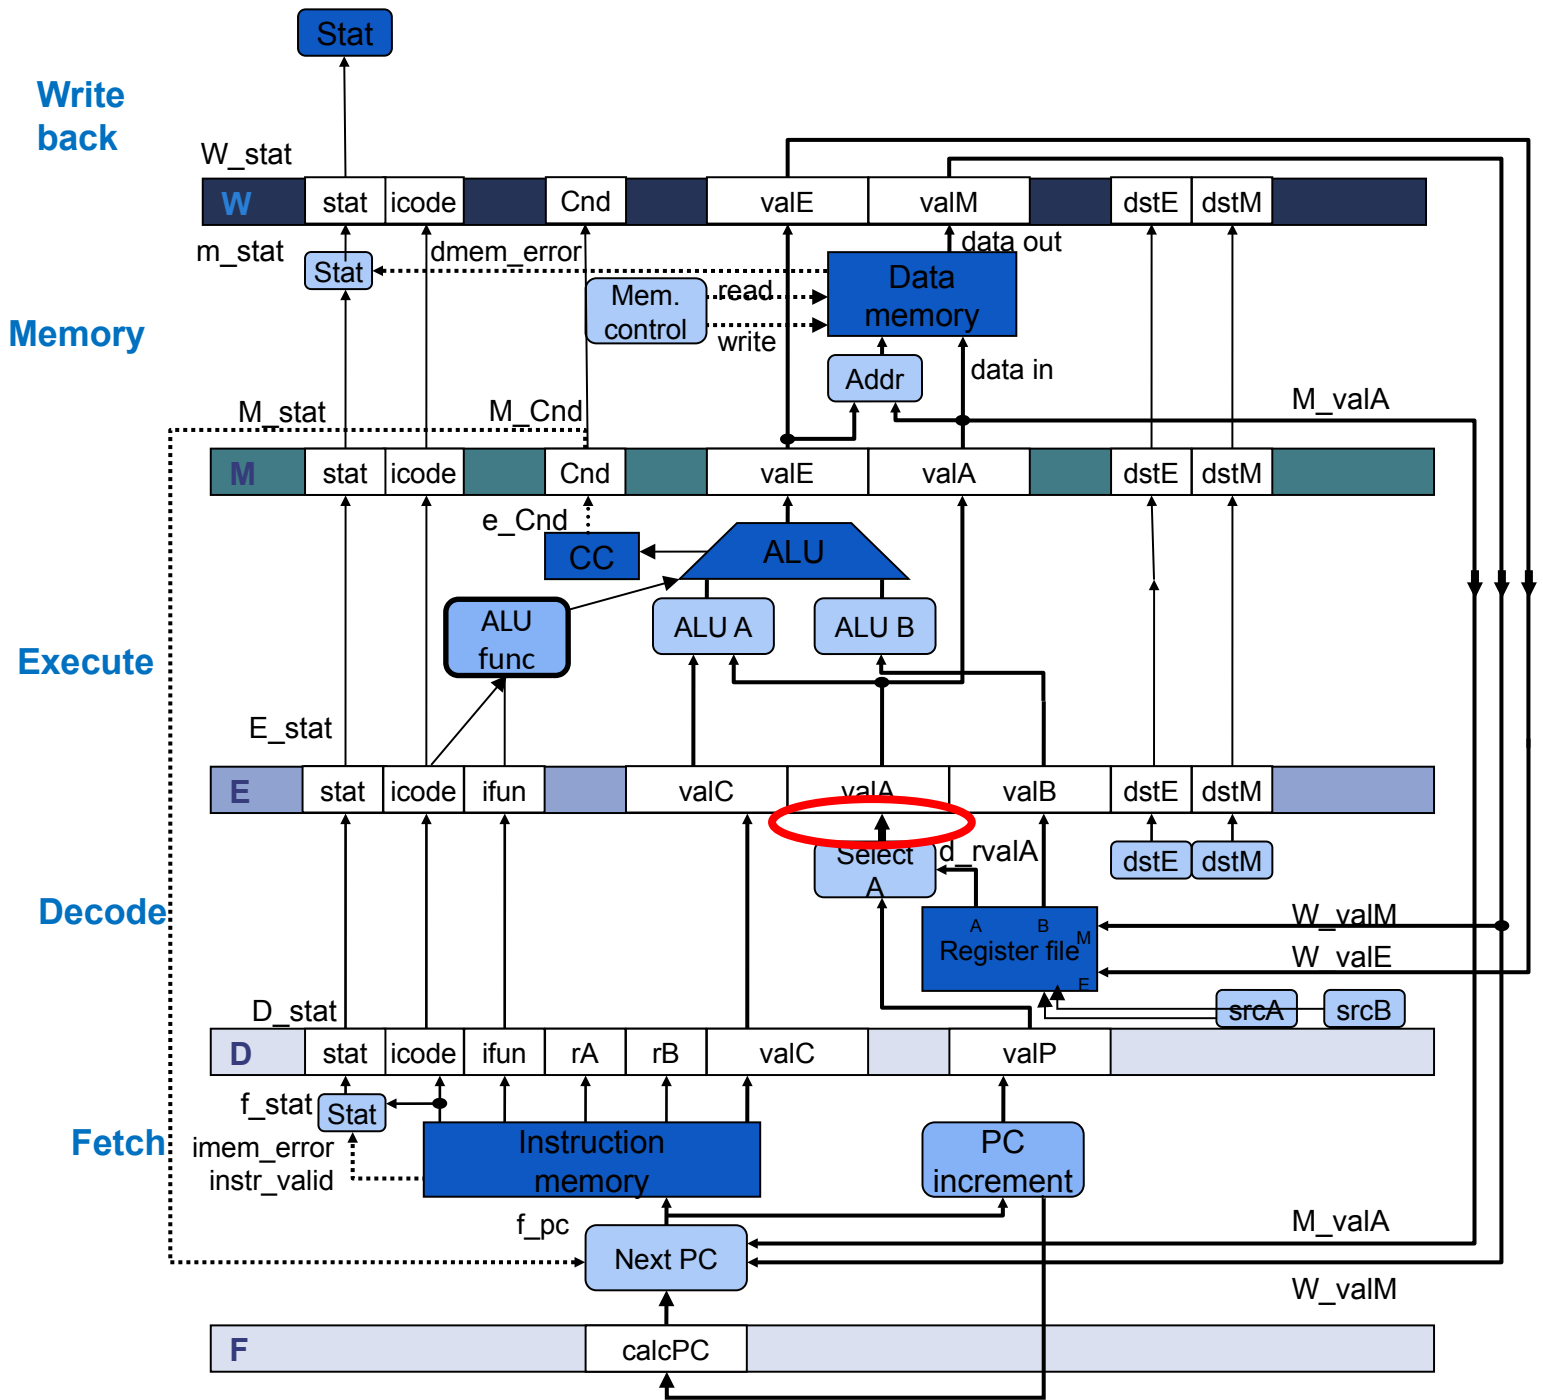 Stat
Write
back
W_stat
W stat icode Cnd valE valM dstE dstM
m_stat
Stat
dmem_error
data out
Data
memory
Mem.
control
read
write
Memory
Addr
data in
M_stat
M_Cnd
M_valA
M stat icode Cnd valE valA dstE dstM
e_Cnd
CC
ALU
ALU
func
ALU A
ALU B
Execute
E_stat
E stat icode ifun valC valA valB dstE dstM
Select
A
d_rvalA
dstE dstM
Decode
A B M
Register file
E
W_valM
W_valE
srcA
srcB
D_stat
D stat icode ifun rA rB valC valP
f_stat
Stat
Fetch
imem_error
instr_valid
Instruction
memory
PC
increment
f_pc
M_valA
Next PC
W_valM
F calcPC